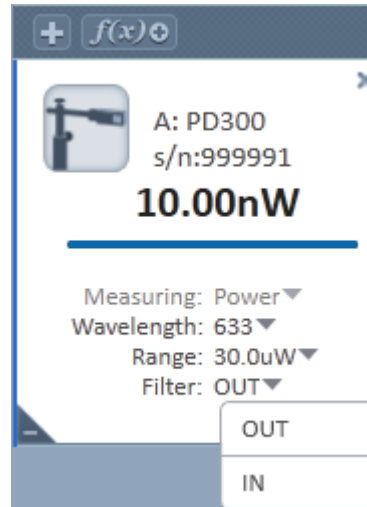 f(x)
A: PD300
s/n:999991
10.00nW
Measuring: Power
Wavelength: 633
Range: 30.0uW
Filter: OUT
OUT
IN